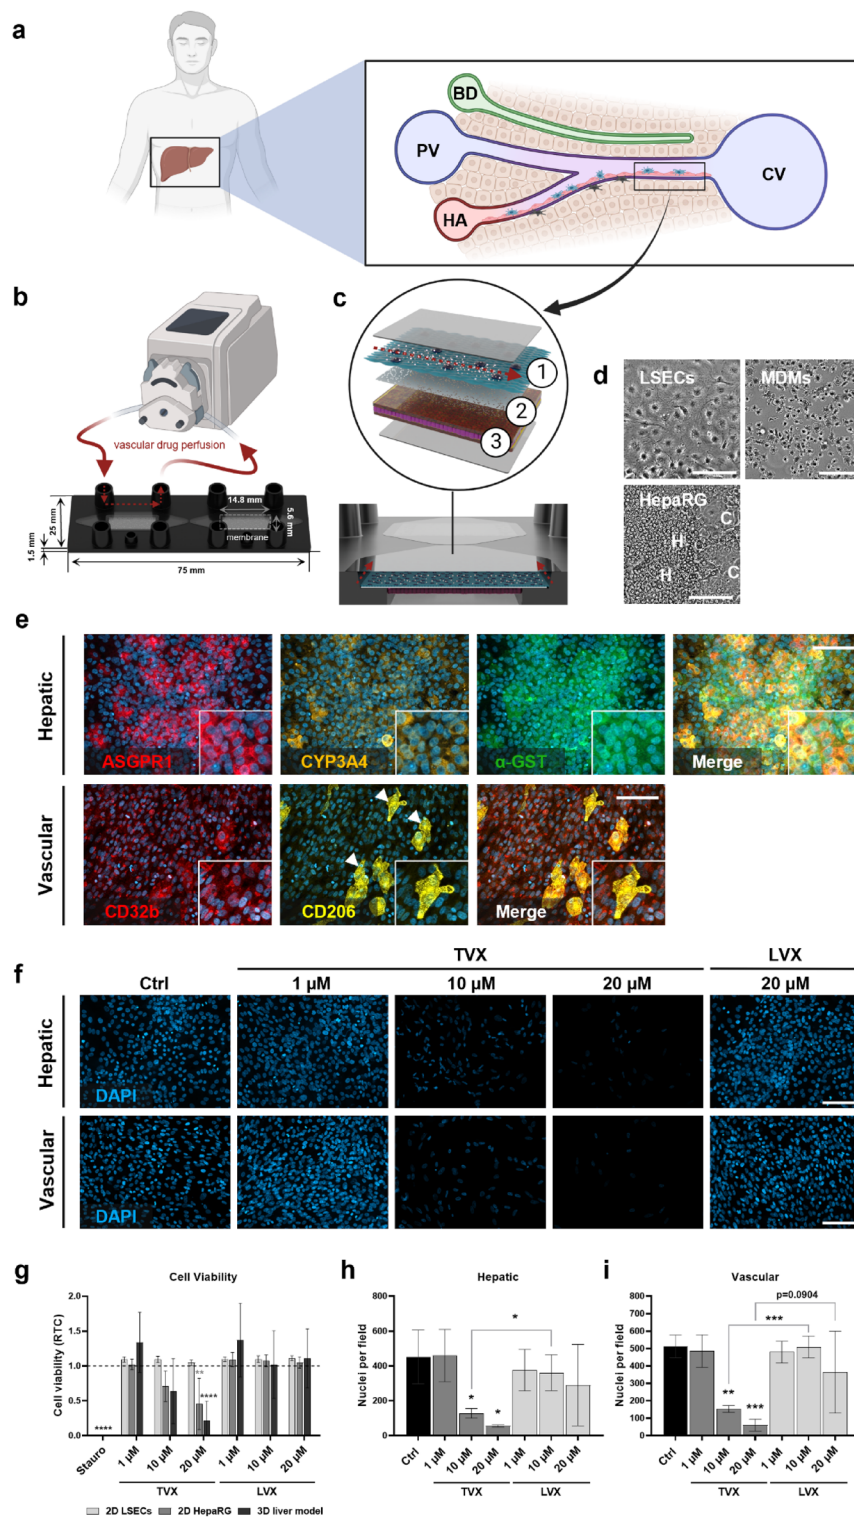 a
BD
PV
CV
HA
b
vascular drug perfusion
14.8 mm
5.6 mm
membrane
25 mm
1.5 mm
75 mm
c
1
2
3
d
LSECs
MDMs
HepaRG
C
H
C
H
C
e
Hepatic
ASGPR1
CYP3A4
α-GST
Merge
Vascular
CD32b
CD206
Merge
f
TVX
LVX
Ctrl
1 µM
10 µM
20 µM
20 µM
Hepatic
DAPI
Vascular
DAPI
g
Cell Viability
Cell viability (RTC)
2.0
1.5
1.0
0.5
0.0
****
**
****
Stauro
1 µM
10 µM
20 µM
1 µM
10 µM
20 µM
TVX
LVX
2D LSECs
2D HepaRG
3D liver model
h
Hepatic
Nuclei per field
800
600
400
200
0
*
*
*
Ctrl
1 µM
10 µM
20 µM
1 µM
10 µM
20 µM
TVX
LVX
i
Vascular
Nuclei per field
800
700
600
500
400
300
200
100
0
p=0.0904
***
**
***
Ctrl
1 µM
10 µM
20 µM
1 µM
10 µM
20 µM
TVX
LVX